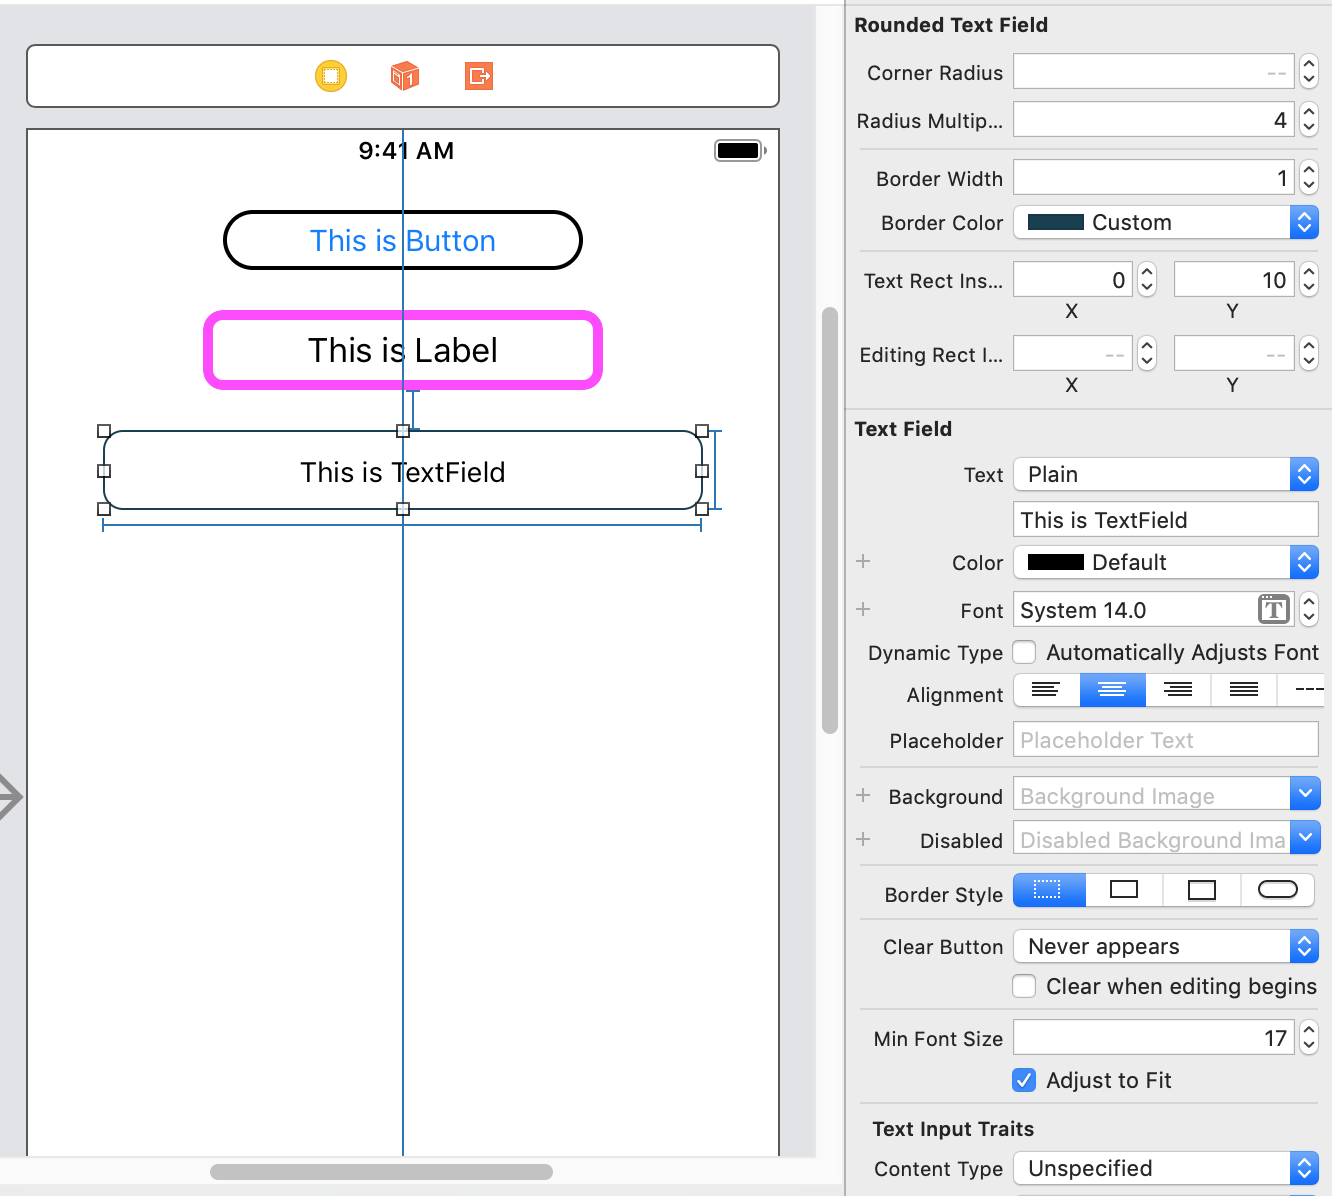 9:41 AM
This is Button
This is Label
This is TextField
Rounded Text Field
Corner Radius --
Radius Multip... 4
Border Width 1
Border Color Custom
Text Rect Ins... 0 10
X Y
Editing Rect I... -- --
X Y
Text Field
Text Plain
This is TextField
+ Color Default
+ Font System 14.0 T
Dynamic Type Automatically Adjusts Font
Alignment ---
Placeholder Placeholder Text
+ Background Background Image
+ Disabled Disabled Background Ima
Border Style
Clear Button Never appears
Clear when editing begins
Min Font Size 17
Adjust to Fit
Text Input Traits
Content Type Unspecified